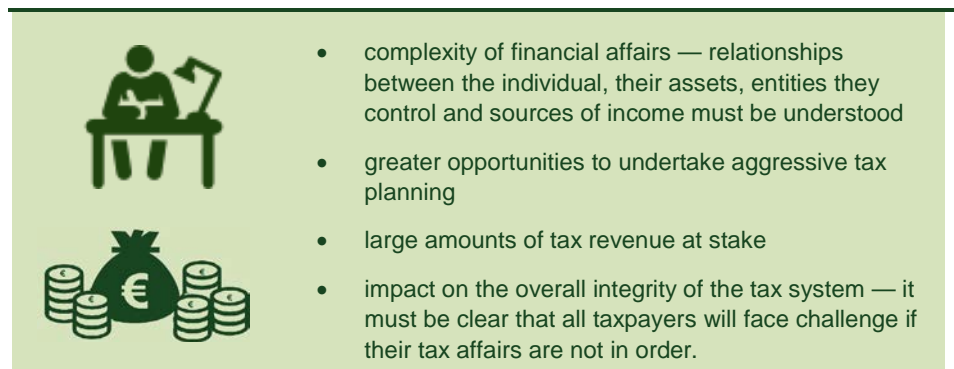 • complexity of financial affairs — relationships
between the individual, their assets, entities they
control and sources of income must be understood
• greater opportunities to undertake aggressive tax
planning
• large amounts of tax revenue at stake
• impact on the overall integrity of the tax system — it
must be clear that all taxpayers will face challenge if
their tax affairs are not in order.
€
€
€
€
€
€